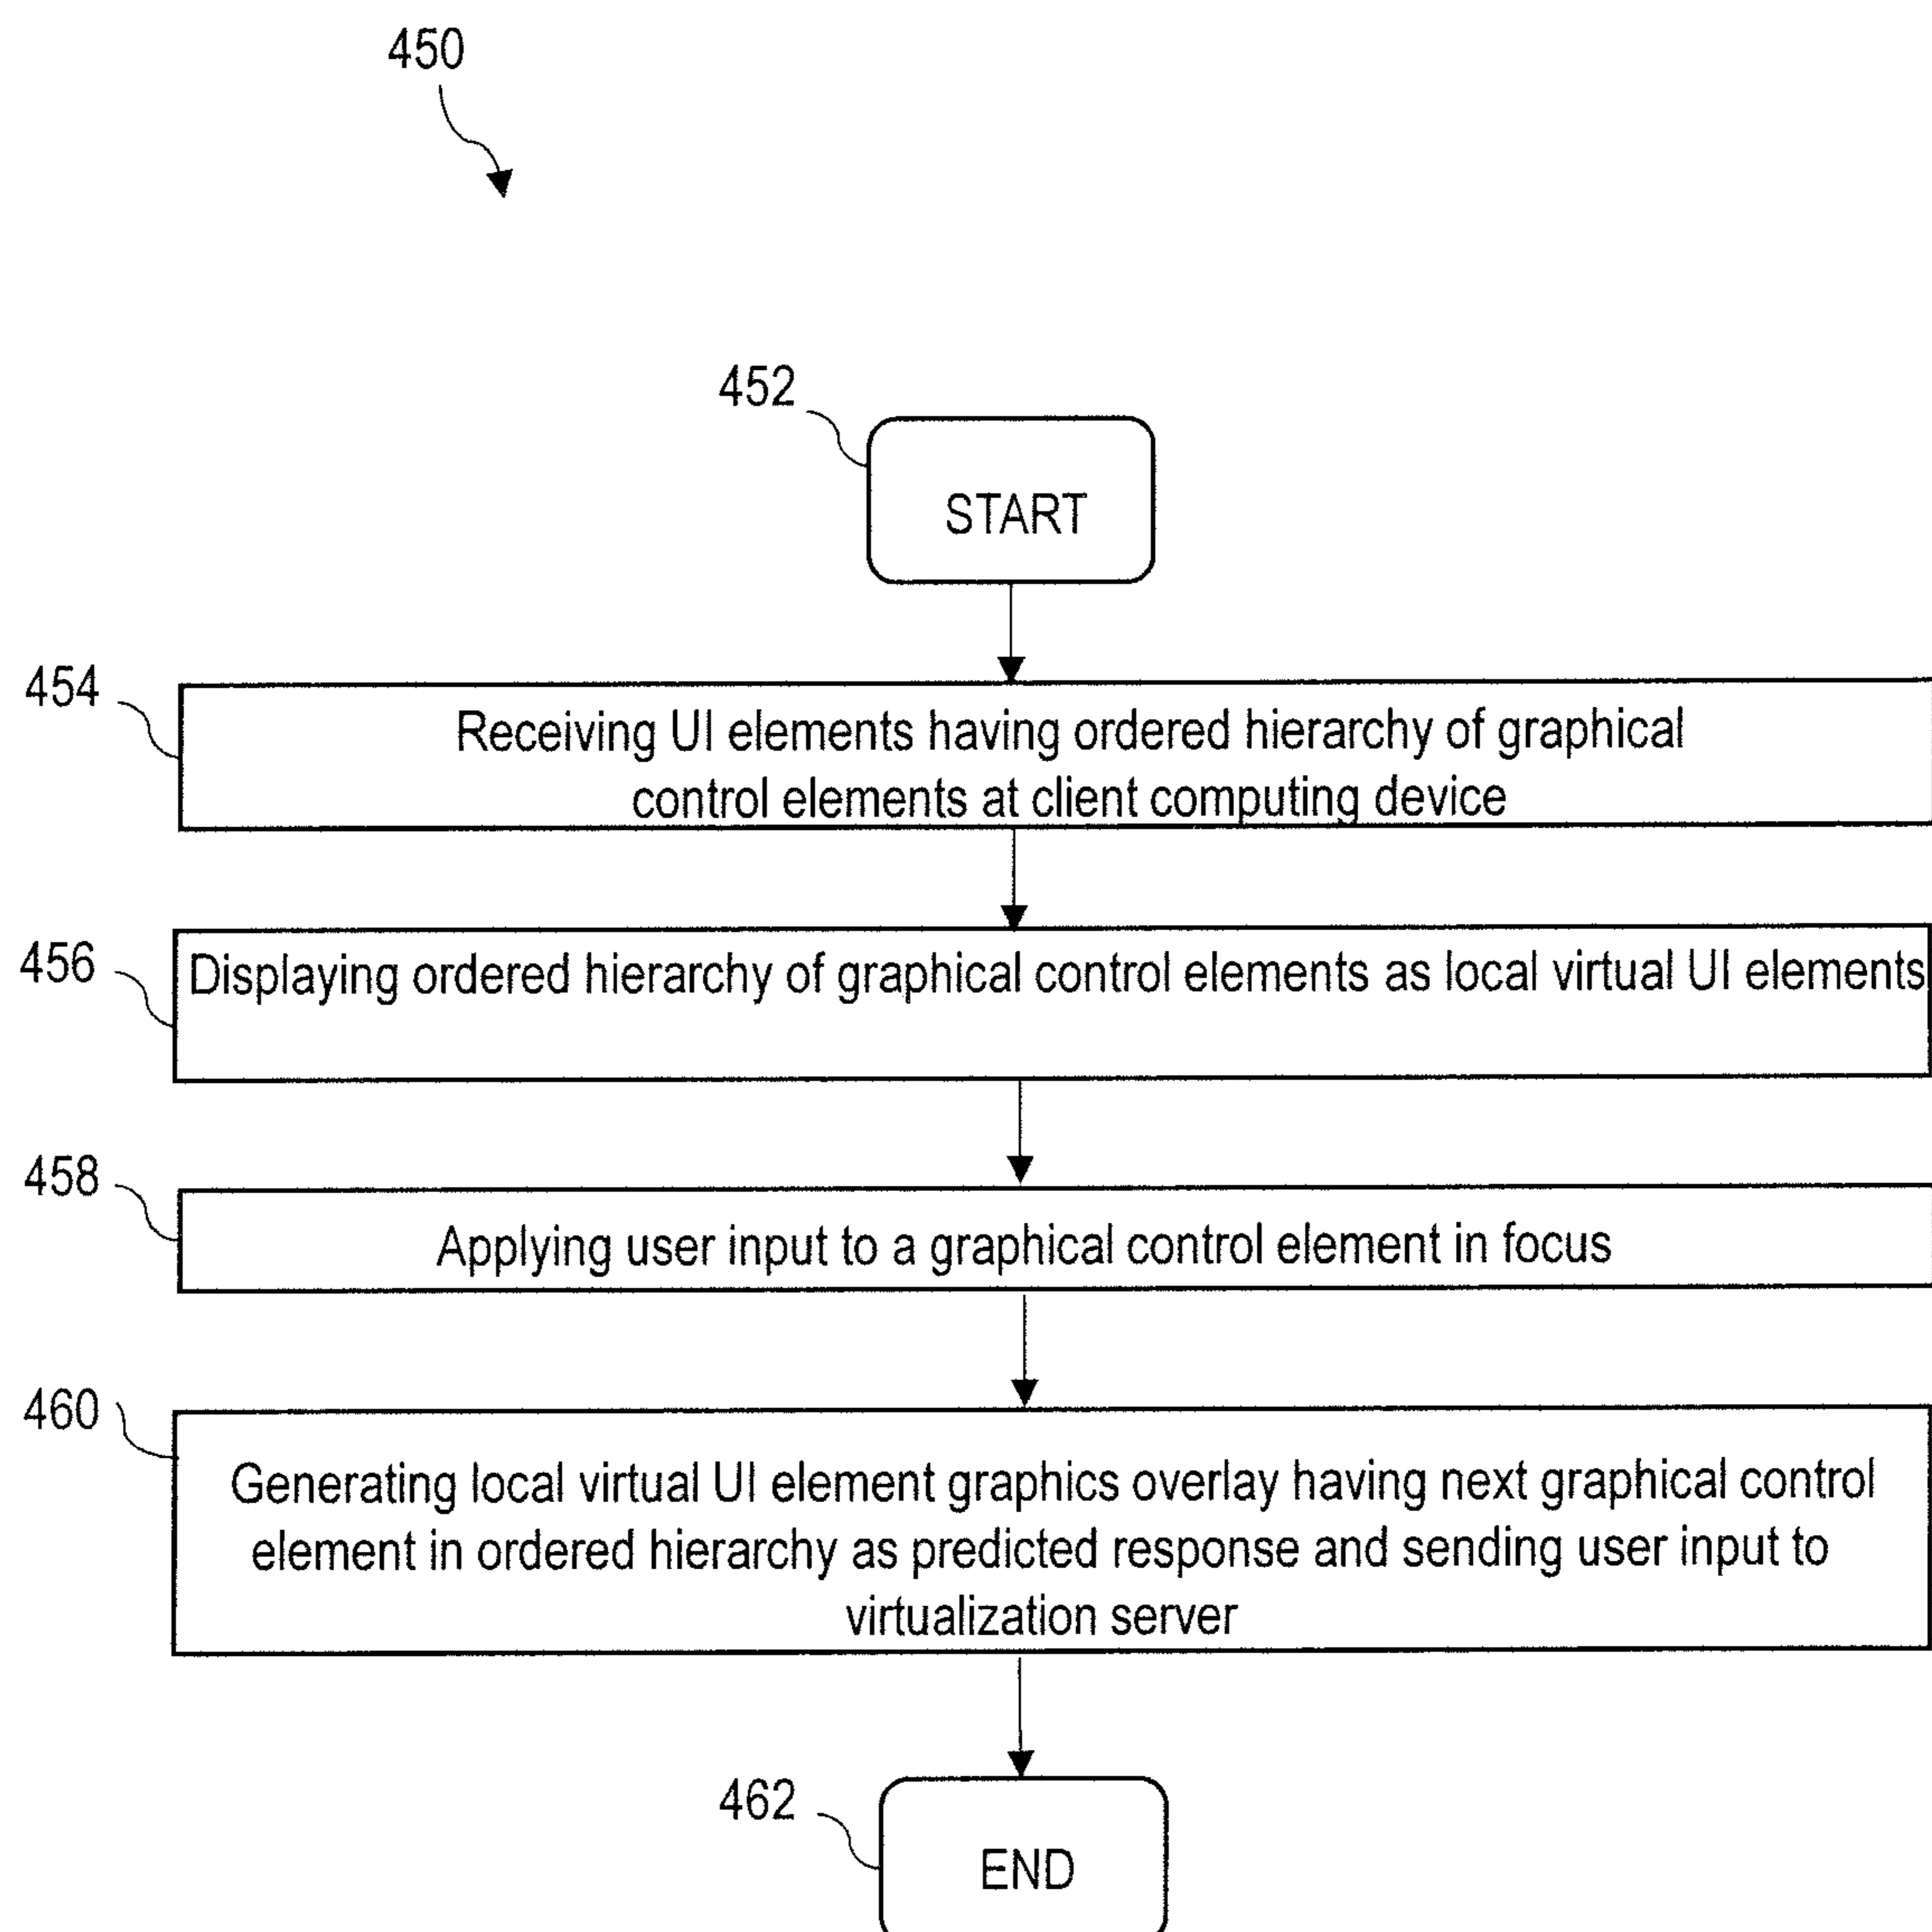 450
452
START
454
Receiving UI elements having ordered hierarchy of graphical
control elements at client computing device
456
Displaying ordered hierarchy of graphical control elements as local virtual UI elements
458
Applying user input to a graphical control element in focus
460
Generating local virtual UI element graphics overlay having next graphical control
element in ordered hierarchy as predicted response and sending user input to
virtualization server
462
END